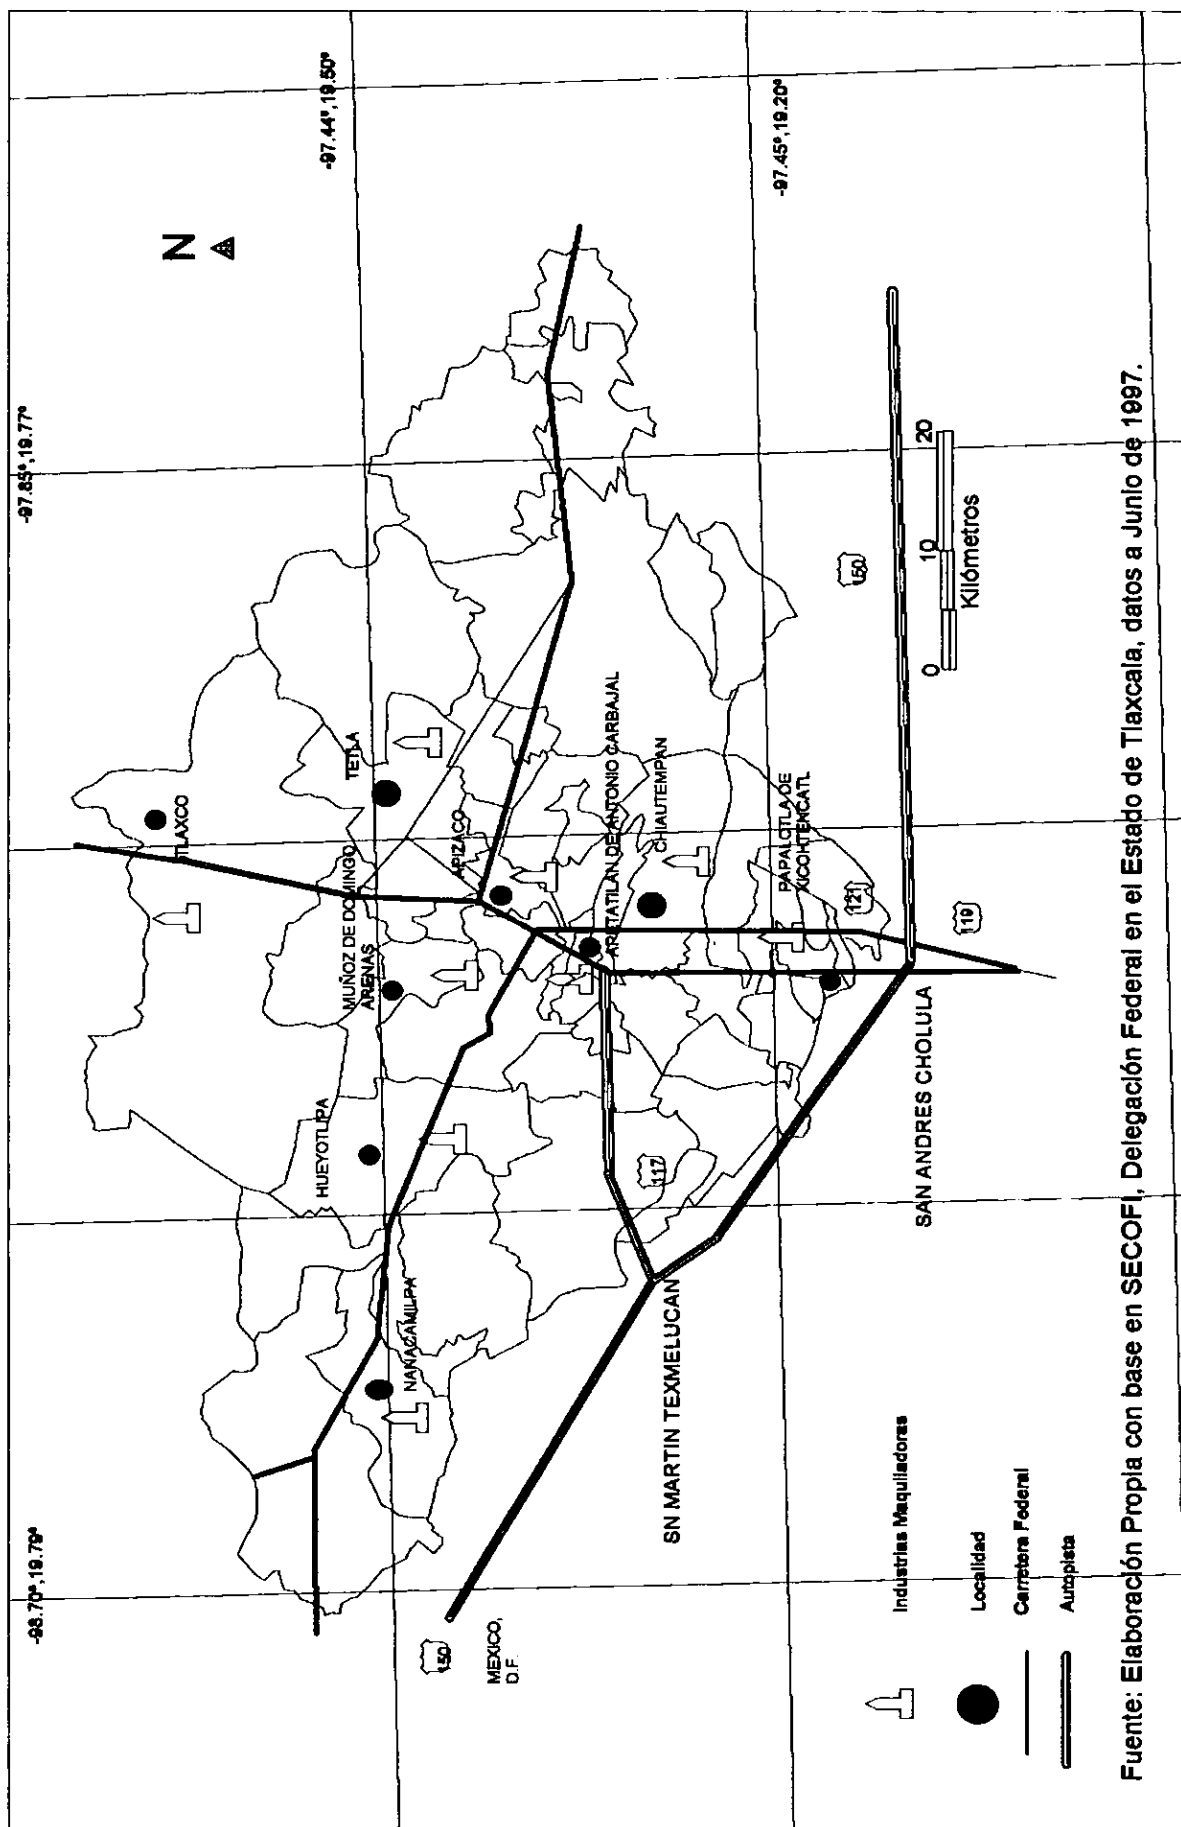 -98.70°,19.79°
-97.85°,19.77°
-97.44°,19.50°
-97.45°,19.20°
N
TLAXCO
TETLA
MUÑOZ DE DOMINGO
ARENAS
APIZACO
HUEYOTLIPA
NANACAMILPA
AMETATILAN DE ANTONIO CARBAJAL
CHIAUTEMPAN
PAPALOTLA DE
XICOHTENCATL
MEXICO,
D.F.
150
SN MARTIN TEXMELUCAN
117
SAN ANDRES CHOLULA
121
119
150
0 10 20
Kilómetros
Industrias Maquiladoras
Localidad
Carretera Federal
Autopista
Fuente: Elaboración Propia con base en SECOFI, Delegación Federal en el Estado de Tlaxcala, datos a Junio de 1997.